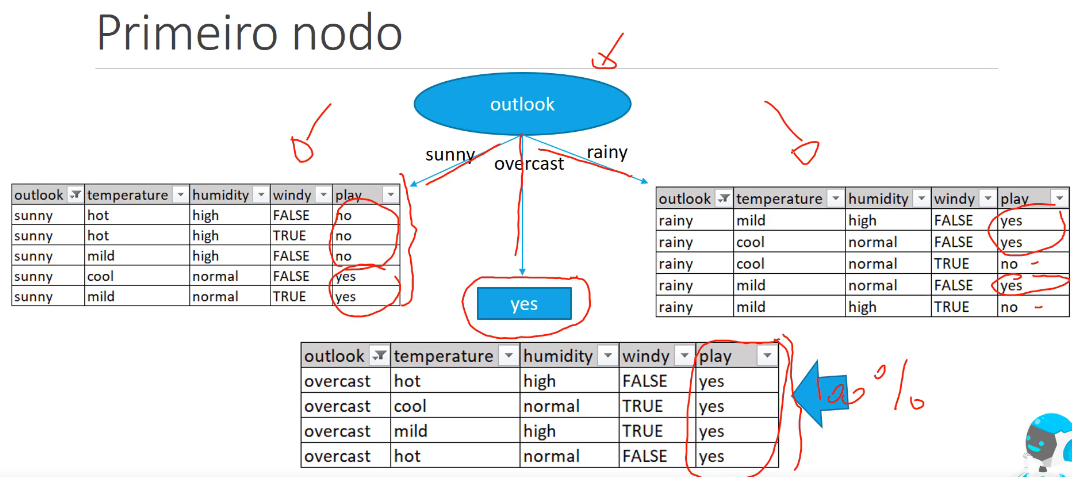 Primeiro nodo
outlook
sunny
overcast
rainy
outlook temperature humidity windy play
sunny hot high FALSE no
sunny hot high TRUE no
sunny mild high FALSE no
sunny cool normal FALSE yes
sunny mild normal TRUE yes
outlook temperature humidity windy play
rainy mild high FALSE yes
rainy cool normal FALSE yes
rainy cool normal TRUE no
rainy mild normal FALSE yes
rainy mild high TRUE no
yes
outlook temperature humidity windy play
overcast hot high FALSE yes
overcast cool normal TRUE yes
overcast mild high TRUE yes
overcast hot normal FALSE yes
100%